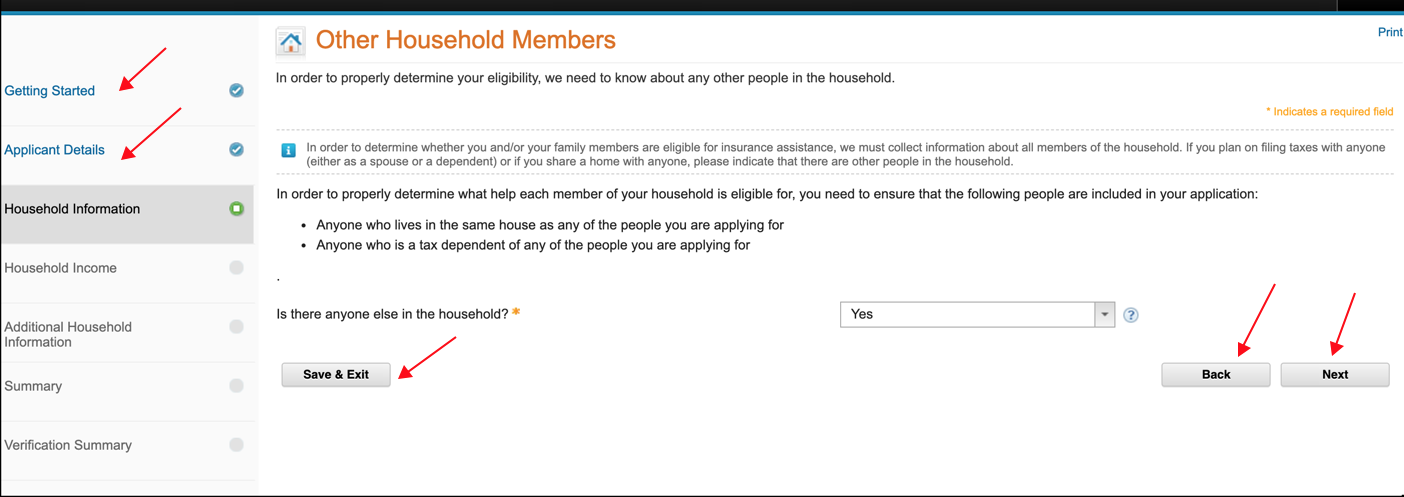 Other Household Members
Print
In order to properly determine your eligibility, we need to know about any other people in the household.
Getting Started
* Indicates a required field
In order to determine whether you and/or your family members are eligible for insurance assistance, we must collect information about all members of the household. If you plan on filing taxes with anyone
(either as a spouse or a dependent) or if you share a home with anyone, please indicate that there are other people in the household.
Applicant Details
In order to properly determine what help each member of your household is eligible for, you need to ensure that the following people are included in your application:
Household Information
• Anyone who lives in the same house as any of the people you are applying for
• Anyone who is a tax dependent of any of the people you are applying for
Household Income
.
Is there anyone else in the household? *
Yes
?
Additional Household
Information
Save & Exit
Back
Next
Summary
Verification Summary